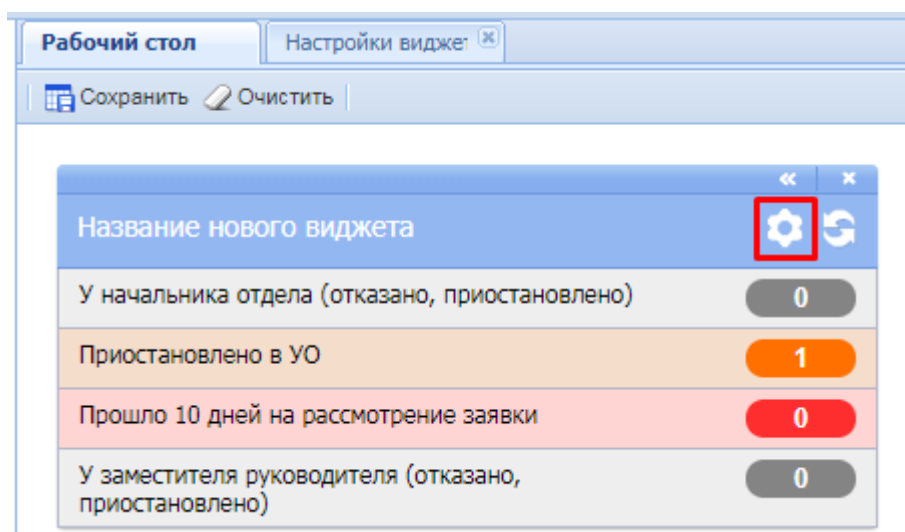 Рабочий стол
Настройки виджет
Сохранить
Очистить
Название нового виджета
У начальника отдела (отказано, приостановлено)
0
Приостановлено в УО
1
Прошло 10 дней на рассмотрение заявки
0
У заместителя руководителя (отказано,
приостановлено)
0